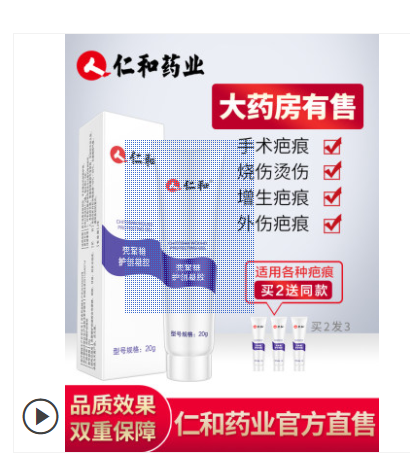 仁和药业
大药房有售
手术疤痕
烧伤烫伤
增生疤痕
外伤疤痕
仁和
仁和
壳聚糖
护创凝胶
壳聚糖
护创凝胶
型号规格：20g
型号规格：20g
适用各种疤痕
买2送同款
买2发3
品质效果
双重保障
仁和药业官方直售